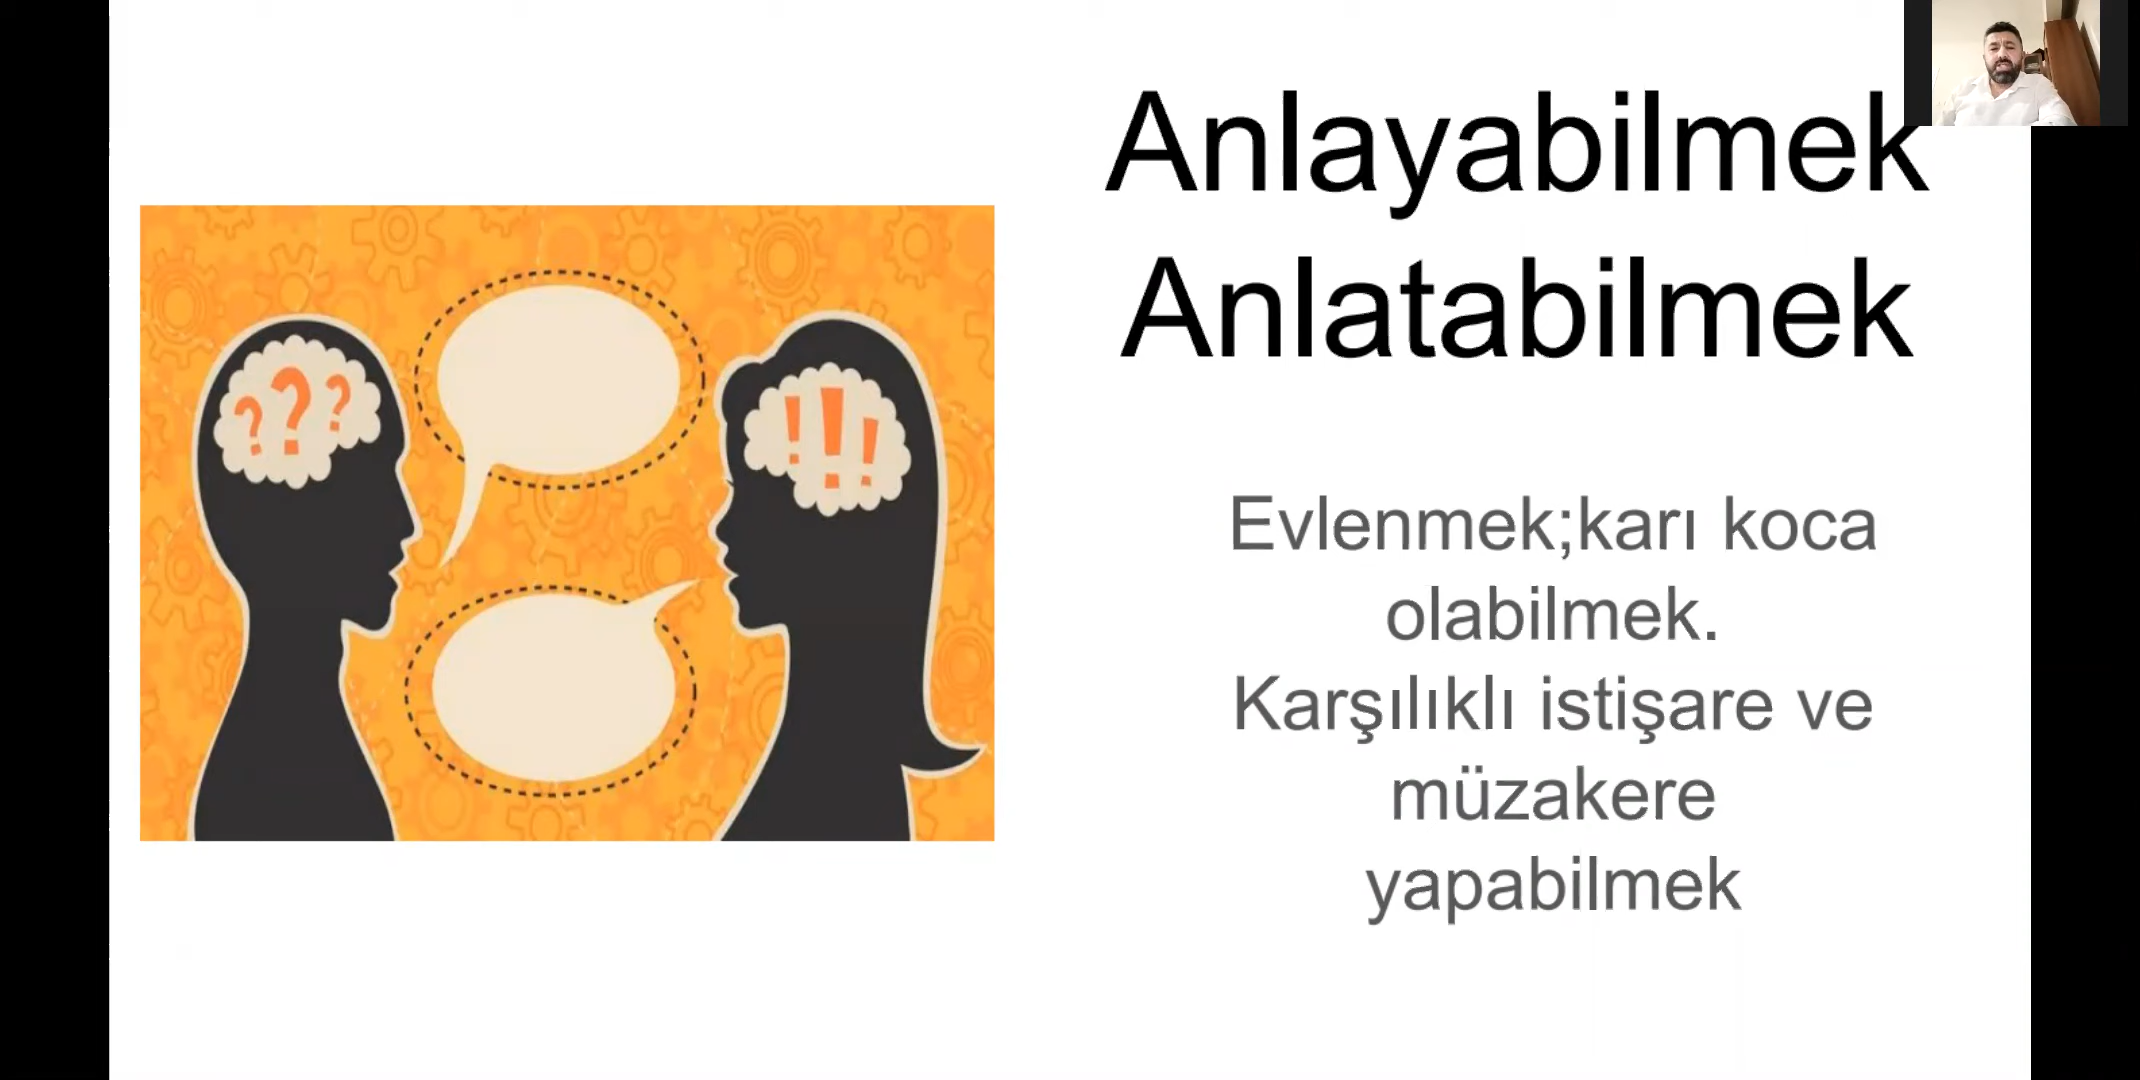 Anlayabilmek
Anlatabilmek
??? 
!!!
Evlenmek;karı koca
olabilmek.
Karşılıklı istişare ve
müzakere
yapabilmek